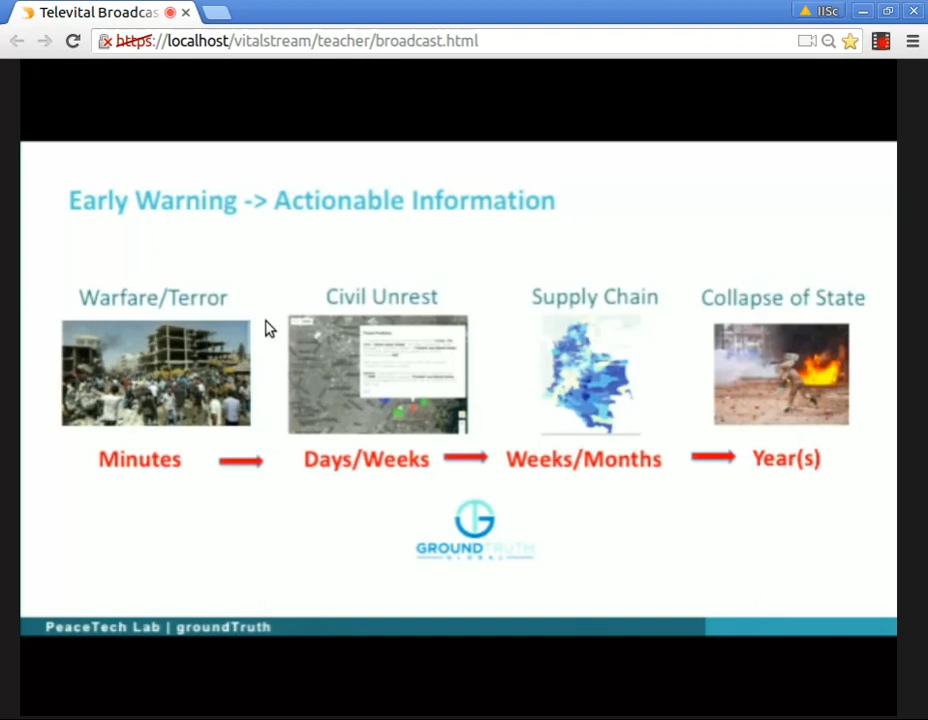 Televital Broadcas
IISc
https://localhost/vitalstream/teacher/broadcast.html
Early Warning -> Actionable Information
Warfare/Terror
Civil Unrest
Supply Chain
Collapse of State
Minutes
Days/Weeks
Weeks/Months
Year(s)
GROUNDTRUTH
GLOBAL
PeaceTech Lab | groundTruth